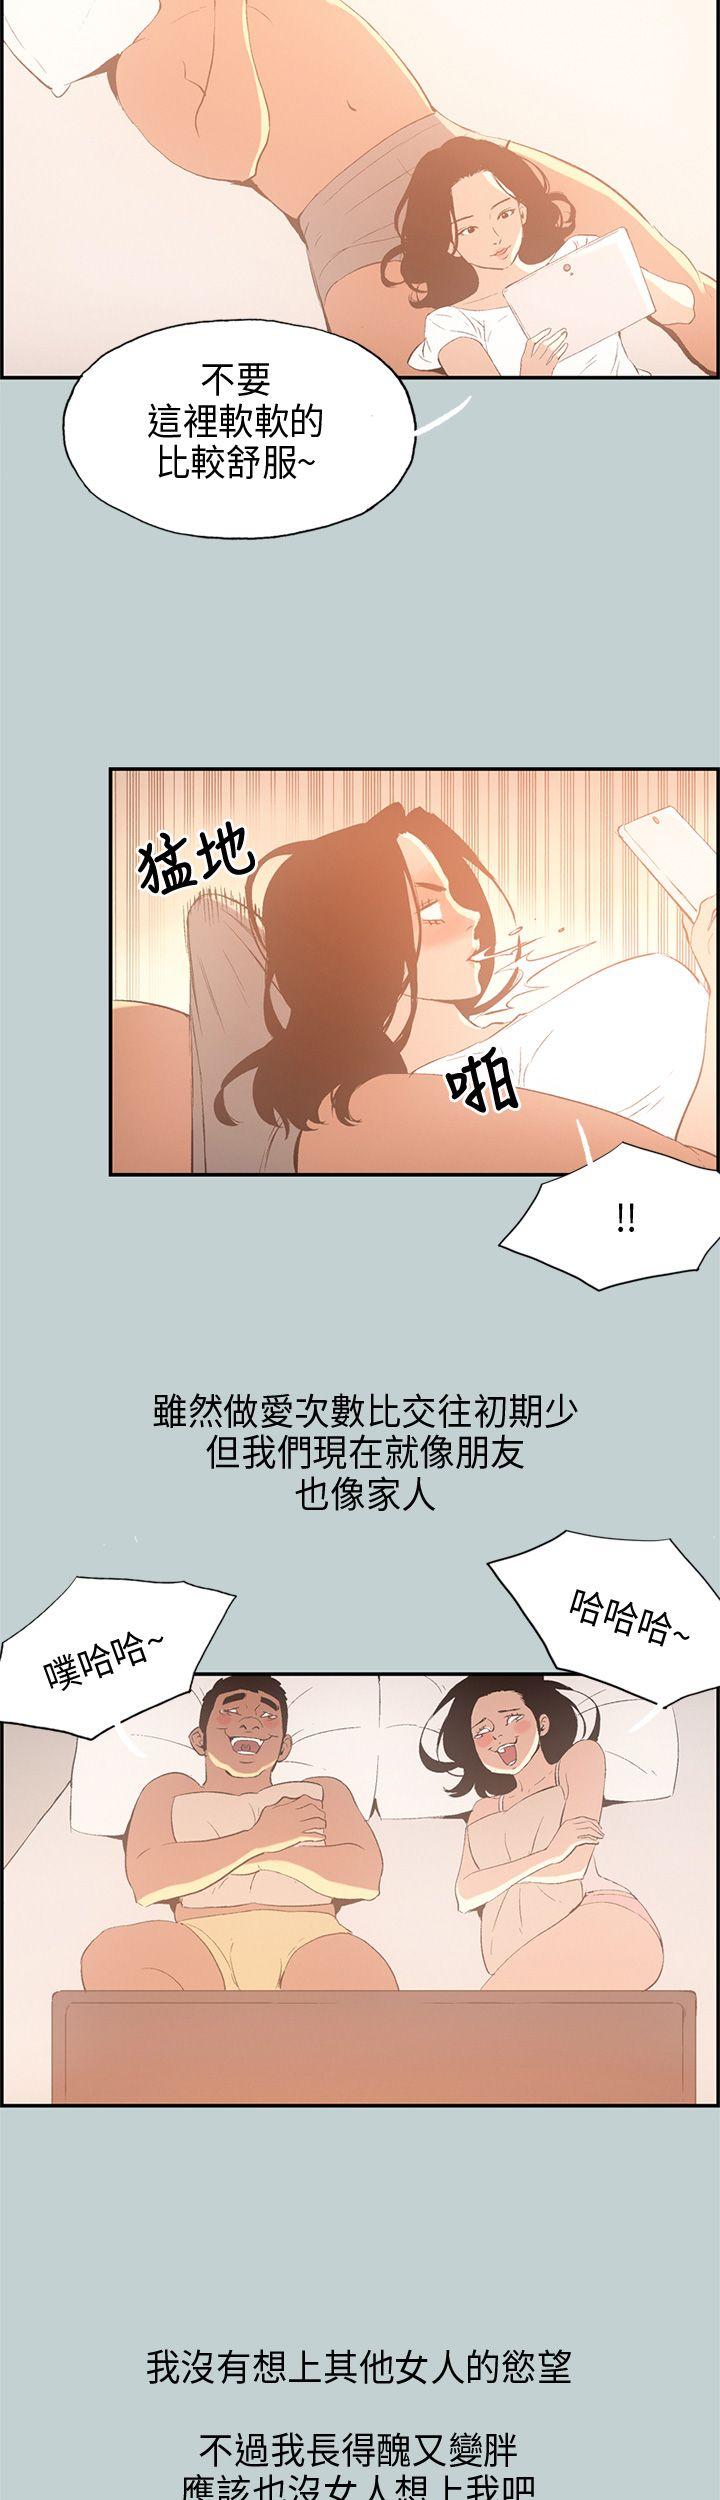 不要
這裡軟軟的
比較舒服~
猛地
啪
!!
雖然做愛次數比交往初期少
但我們現在就像朋友
也像家人
哈哈哈~
噗哈哈~
我沒有想上其他女人的慾望
不過我長得醜又變胖
應該也沒女人想上我吧